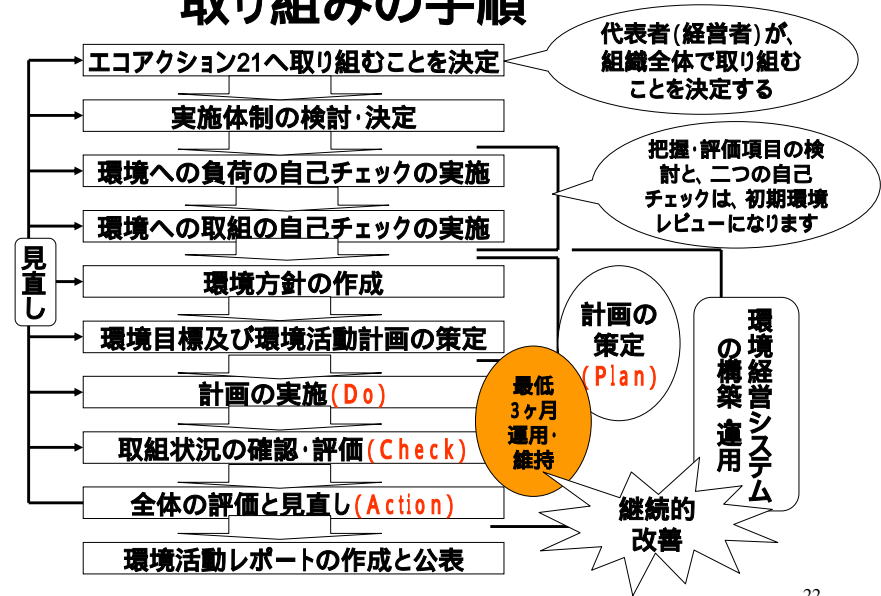 取り組みの手順
エコアクション21へ取り組むことを決定
代表者(経営者)が、
組織全体で取り組む
ことを決定する
実施体制の検討･決定
環境への負荷の自己チェックの実施
把握･評価項目の検
討と、二つの自己
チェックは、初期環境
レビューになります
環境への取組の自己チェックの実施
見直し
環境方針の作成
環境目標及び環境活動計画の策定
計画の
策定
(Plan)
環境経営システム
の構築･運用
計画の実施(Do)
最低
3ヶ月
運用･
維持
取組状況の確認･評価(Check)
全体の評価と見直し(Action)
継続的
改善
環境活動レポートの作成と公表
22